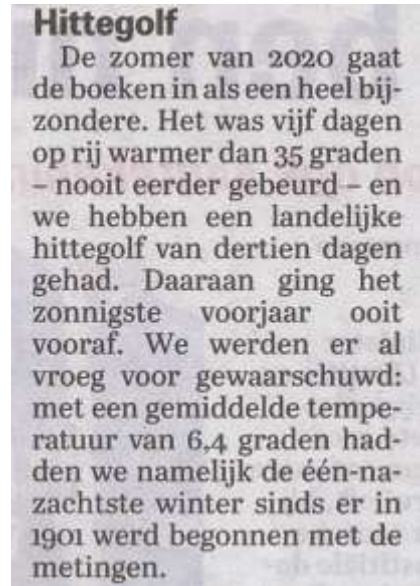 Hittegolf
De zomer van 2020 gaat
de boeken in als een heel bij-
zondere. Het was vijf dagen
op rij warmer dan 35 graden
– nooit eerder gebeurd – en
we hebben een landelijke
hittegolf van dertien dagen
gehad. Daaraan ging het
zonnigste voorjaar ooit
vooraf. We werden er al
vroeg voor gewaarschuwd:
met een gemiddelde tempe-
ratuur van 6,4 graden had-
den we namelijk de één-na-
zachtste winter sinds er in
1901 werd begonnen met de
metingen.